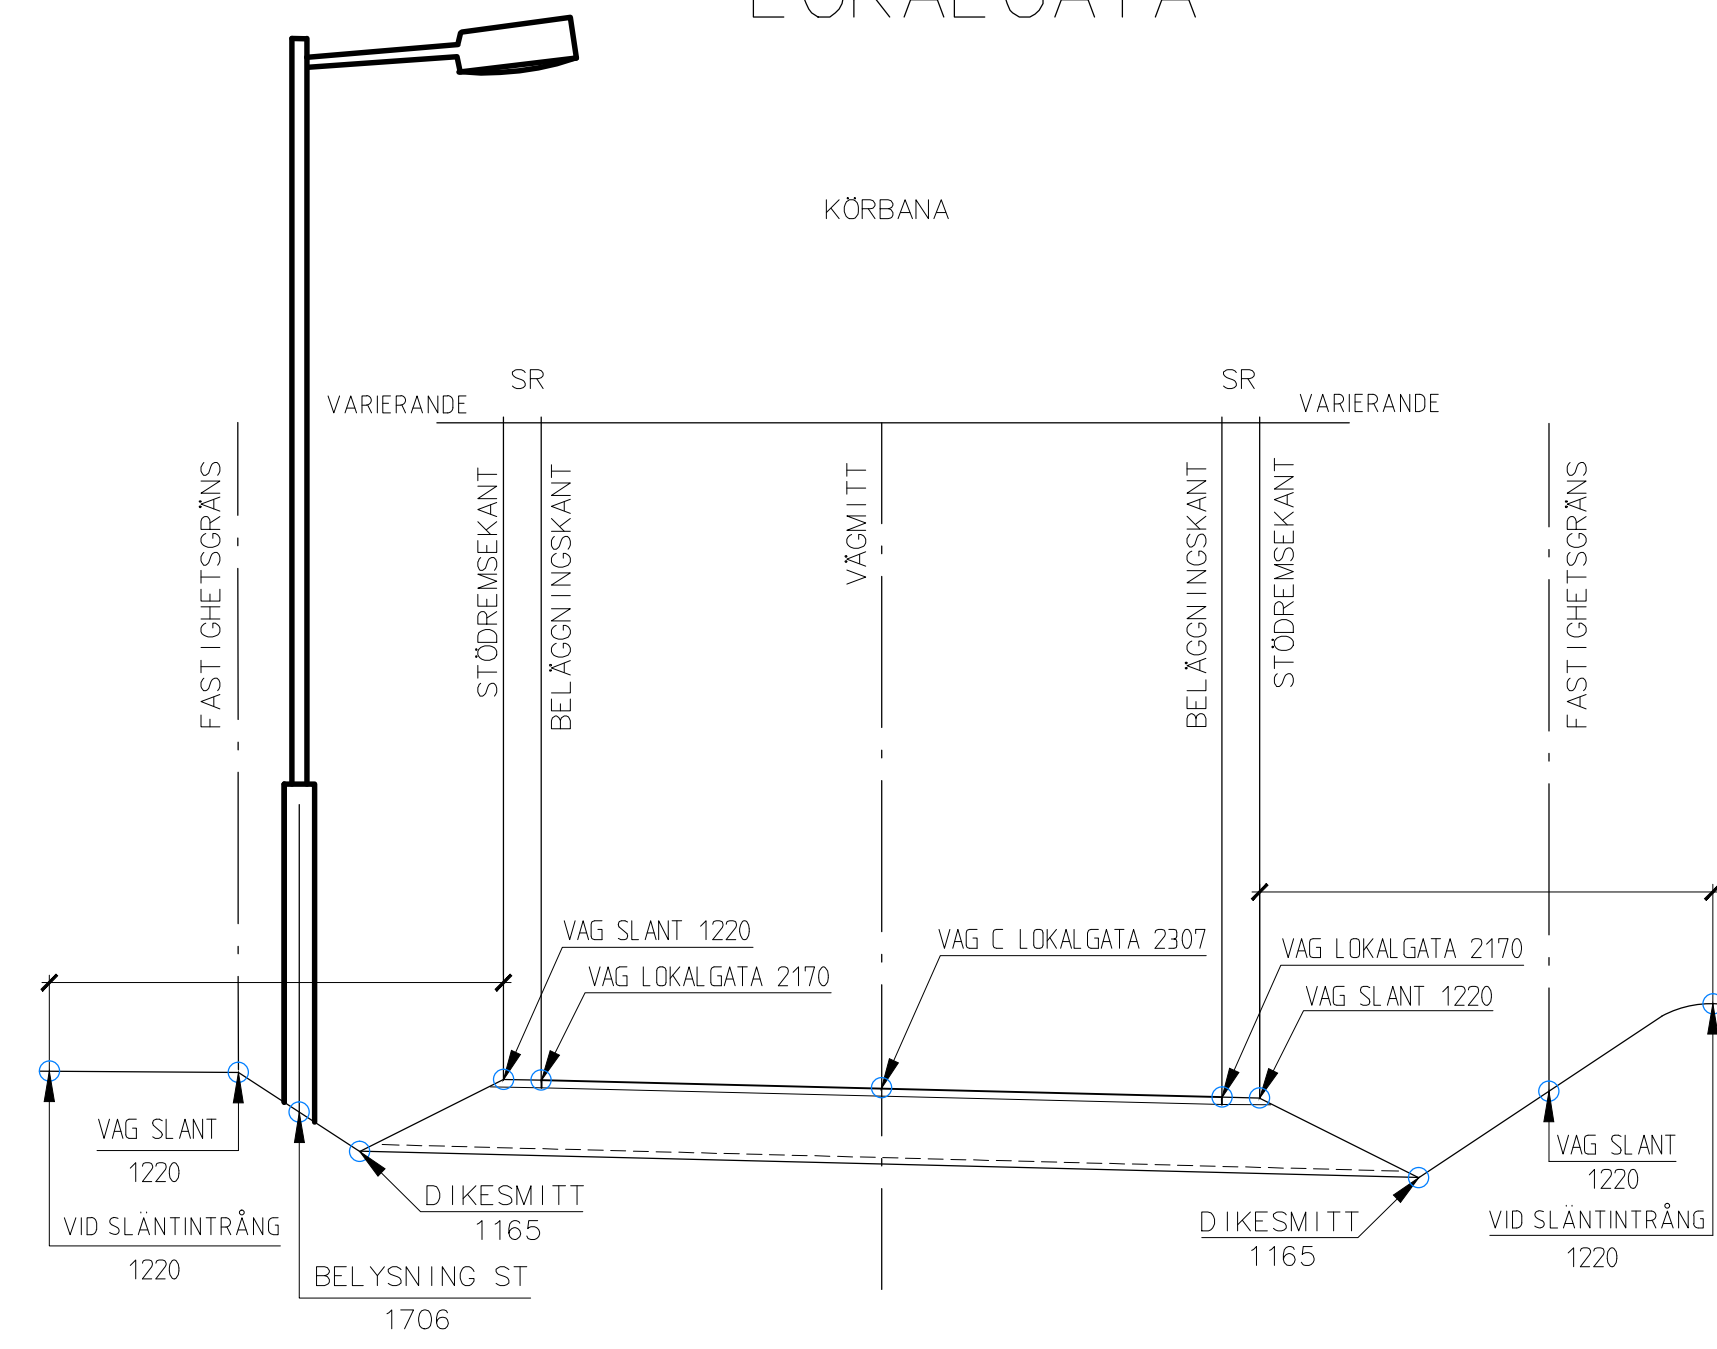 LOKALGATA
KÖRBANA
SR
SR
VARIERANDE
VARIERANDE
FASTIGHETSGRÄNS
STÖDREMSEKANT
BELÄGGNINGSKANT
VÄGMITT
BELÄGGNINGSKANT
STÖDREMSEKANT
FASTIGHETSGRÄNS
VAG SLANT 1220
VAG LOKALGATA 2170
VAG C LOKALGATA 2307
VAG LOKALGATA 2170
VAG SLANT 1220
VAG SLANT
1220
VID SLÄNTINTRÅNG
1220
DIKESMITT
1165
BELYSNING ST
1706
DIKESMITT
1165
VAG SLANT
1220
VID SLÄNTINTRÅNG
1220